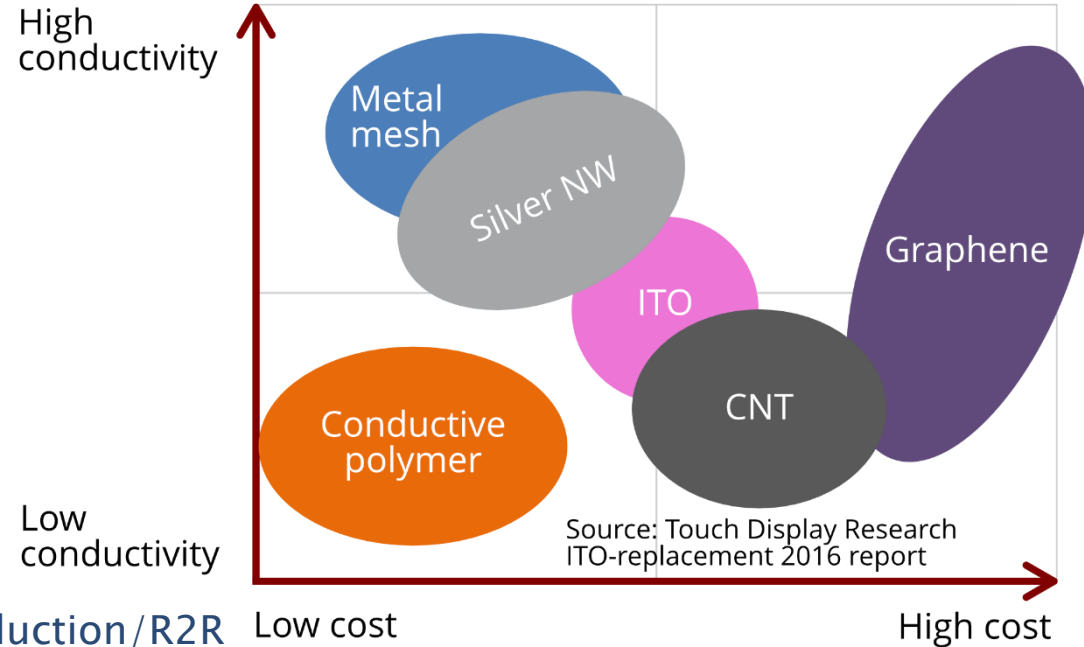 High
conductivity
Metal
mesh
Silver NW
Graphene
ITO
CNT
Conductive
polymer
Low
conductivity
Source: Touch Display Research
ITO-replacement 2016 report
/R2R
Low cost
High cost